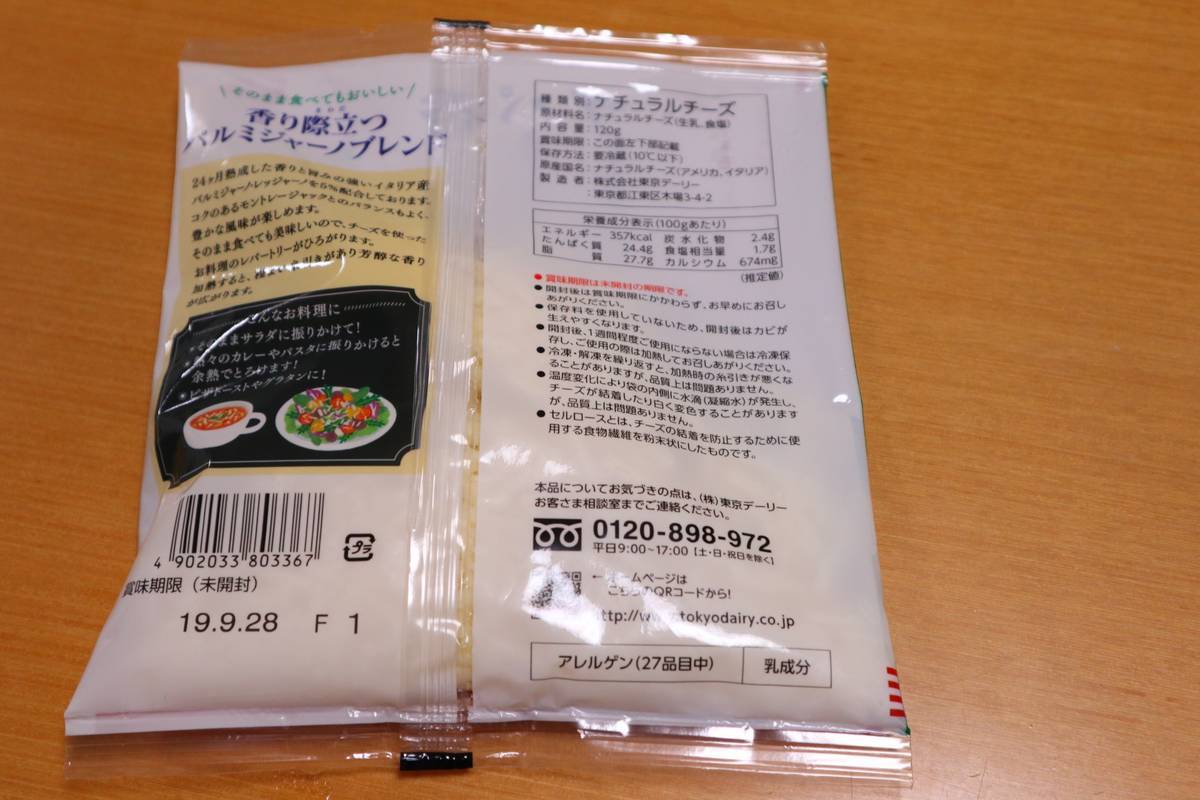 そのまま食べてもおいしい
香り際立つ
パルミジャーノブレンド
24ヶ月熟成した香りと旨みの強いイタリア産
パルミジャーノ・レッジャーノを5%配合しております。
コクのあるモントレージャックとのバランスもよく、
豊かな風味が楽しめます。
そのまま食べても美味しいので、チーズを使った
お料理のレパートリーがひろがります。
加熱すると、程よい糸引きがあり芳醇な香り
が広がります。
こんなお料理に
*そのままサラダに振りかけて!
*熱々のカレーやパスタに振りかけると
余熱でとろけます!
*ピザトーストやグラタンに!
4 902033 803367
プラ
賞味期限(未開封)
19.9.28 F 1
種類別:ナチュラルチーズ
原材料名:ナチュラルチーズ(生乳、食塩)
内容量:120g
賞味期限:この面左下部記載
保存方法:要冷蔵(10℃以下)
原産国名:ナチュラルチーズ(アメリカ、イタリア)
製造者:株式会社東京デーリー
:東京都江東区木場3-4-2
栄養成分表示(100gあたり)
エネルギー 357kcal 炭水化物 2.4g
たんぱく質 24.4g 食塩相当量 1.7g
脂質 27.7g カルシウム 674mg
(推定値)
●賞味期限は未開封の期限です。
●開封後は賞味期限にかかわらず、お早めにお召し
あがりください。
●保存料を使用していないため、開封後はカビが
生えやすくなります。
●開封後、1週間程度ご使用にならない場合は冷凍保
存し、ご使用の際は加熱してお召しあがりください。
●冷凍・解凍を繰り返すと、加熱時の糸引きが悪くな
ることがありますが、品質上は問題ありません。
●温度変化により袋の内側に水滴(凝縮水)が発生し、
チーズが結着したり白く変色することがあります
が、品質上は問題ありません。
●セルロースとは、チーズの結着を防止するために使
用する食物繊維を粉末状にしたものです。
本品についてお気づきの点は、(株)東京デーリー
お客さま相談室までご連絡ください。
0120-898-972
平日9:00~17:00[土・日・祝日を除く]
←ホームページは
こちらのQRコードから!
http://www.tokyodairy.co.jp
アレルゲン(27品目中) 乳成分